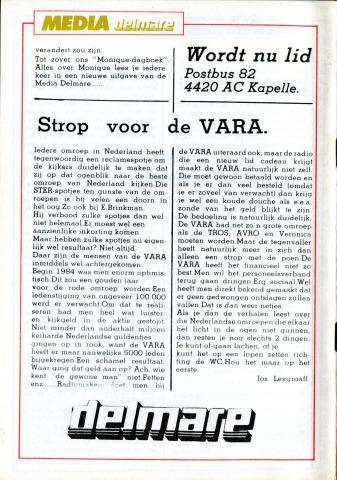 MEDIA delmare
verandert zou zijn.
Tot zover ons "Monique-dagboek"
Alles over Monique lees je iedere
keer in een nieuwe uitgave van de
Media Delmare......
Wordt nu lid
Postbus 82
4420 AC Kapelle.
Strop voor de VARA.
Iedere omroep in Nederland heeft
tegenwoordig een reclamespotje om
de kijkers duidelijk te maken dat
zij op dat ogenblik naar de beste
omroep van Nederland kijken.Die
STER-spotjes ten gunste van de om-
roepen is bij velen een doorn in
het oog.Zo ook bij E.Brinkman.
Hij verbood zulke spotjes dan wel
niet helemaal.Er moest wel een
aanzienlijke inkorting komen.
Maar hebben zulke spotjes nu eigen-
lijk wel resultaat? Niet altijd.
Daar zijn de mensen van de VARA
inmiddels wel achtergekomen.
Begin 1984 was men enorm optimis-
tisch.Dit zou een gouden jaar
voor de rode omroep worden.Een
ledenstijging van ongeveer 100.000
werd er verwacht.Om dat te reali-
seren had men heel wat luister-
en kijkgeld in de aktie gestopt.
Niet minder dan anderhalf miljoen
keiharde Nederlandse guldentjes
gingen op in rook, want de VARA
heeft er maar nauwelijks 5000 leden
bijgekregen.Een schamel resultaat.
Waar ging dat geld aan op? Ach, wie
kent "de gewone man" niet.Petten
enz..... Radiomakes doet men bij
de VARA uiteraard ook, maar de radio
die een nieuw lid cadeau krijgt
maakt de VARA natuurlijk niet zelf.
Die moet gewoon betaald worden en
als je er dan veel besteld (omdat
je er zoveel van verwacht) dan krijg
je wel een koude douche als e.e.a.
zonde van het geld blijkt te zijn.
De bedoeling is natuurlijk duidelijk.
De VARA had net zo'n grote omroep
als de TROS, AVRO en Veronica
moeten worden.Maar de tegenvaller
heeft natuurlijk meer in zich dan
alleen een strop met de poen.De
VARA heeft het financieel niet zo
best.Men wil het personeelsbevend
terug gaan dringen.Erg sociaal.Wel
heeft men direkt bekend gemaakt dat
er geen gedwongen ontslagen zullen
vallen.Dat is dan weer netjes.
Als je dan de verhalen leest over
die Nederlandse omroepen die elkaar
het licht in de ogen niet gunnen,
dan resten je nog slechts 2 dingen.
Je kunt-of-gaan lachen, of je
kunt het op een lopen zetten rich-
ting de WC.Hou het maar op het
eerste.
Jos Leygraaff.
delmare